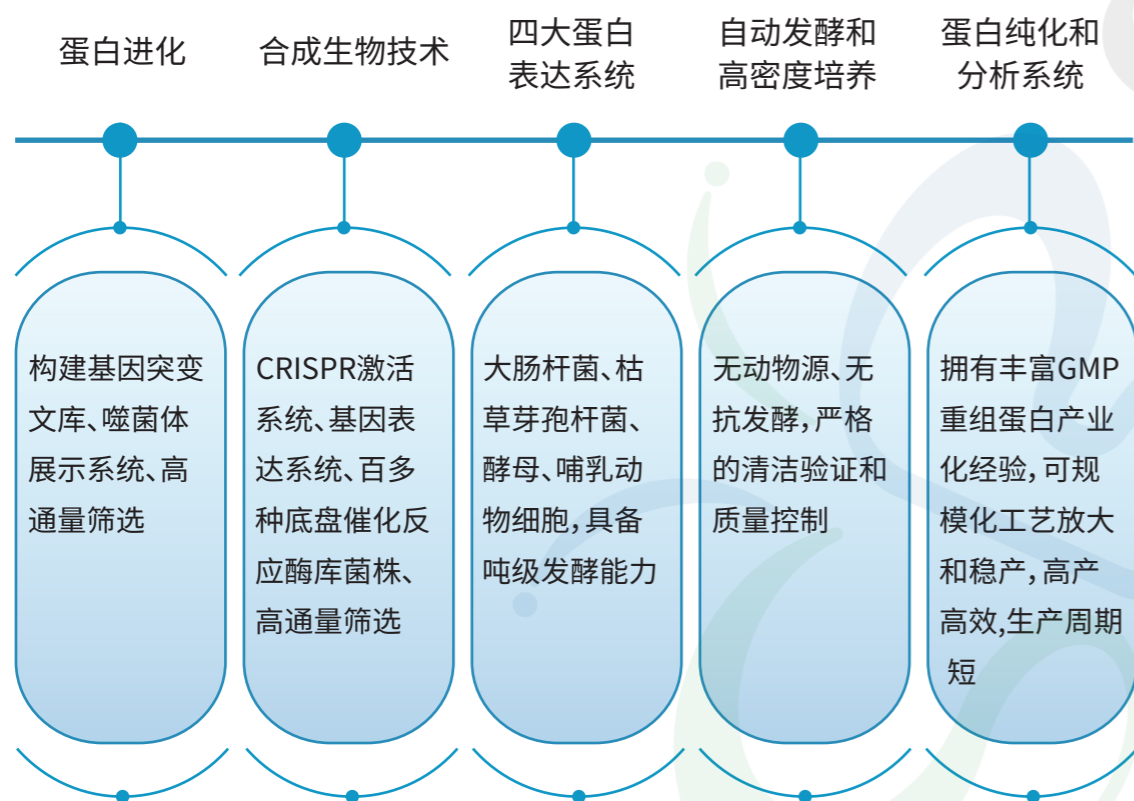 蛋白进化
合成生物技术
四大蛋白
表达系统
自动发酵和
高密度培养
蛋白纯化和
分析系统
构建基因突变
文库、噬菌体
展示系统、高
通量筛选
CRISPR激活
系统、基因表
达系统、百多
种底盘催化反
应酶库菌株、
高通量筛选
大肠杆菌、枯
草芽孢杆菌、
酵母、哺乳动
物细胞，具备
吨级发酵能力
无动物源、无
抗发酵，严格
的清洁验证和
质量控制
拥有丰富GMP
重组蛋白产业
化经验，可规
模化工艺放大
和稳产，高产
高效,生产周期
短